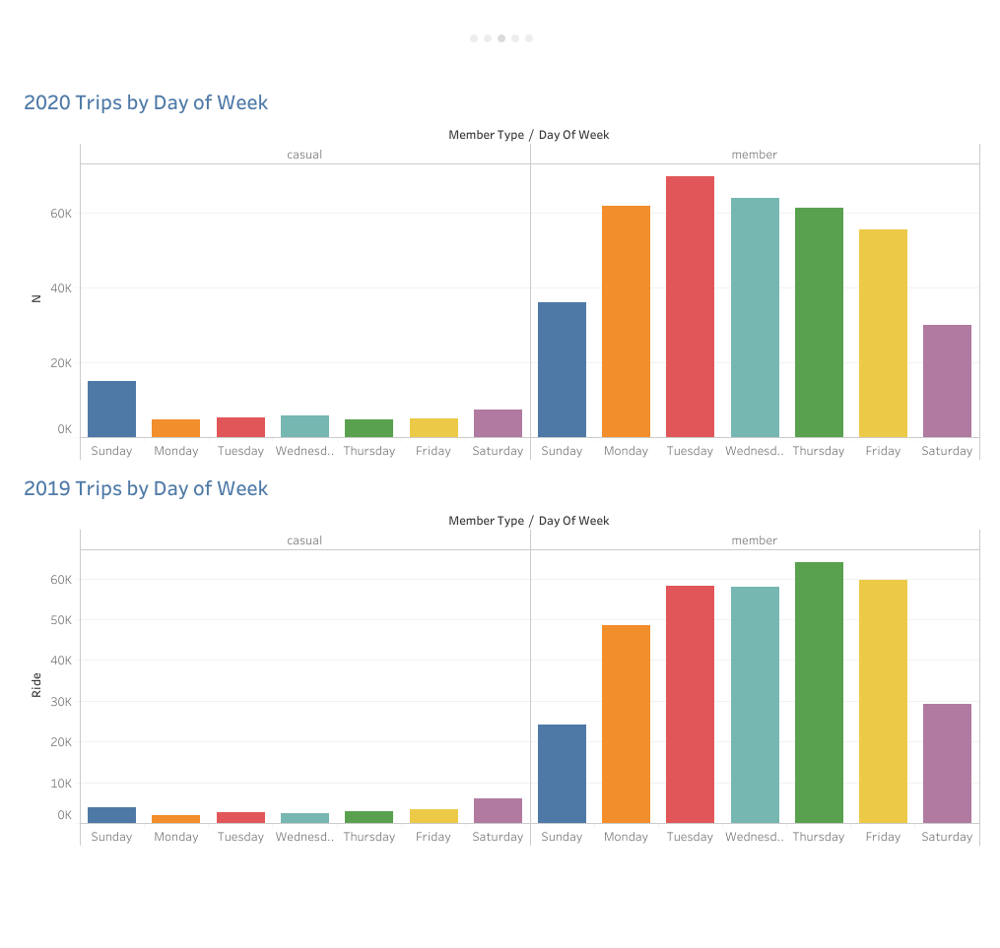 2020 Trips by Day of Week
Member Type / Day Of Week
casual member
60K
40K
20K
0K
N
Sunday Monday Tuesday Wednesd.. Thursday Friday Saturday Sunday Monday Tuesday Wednesd.. Thursday Friday Saturday
2019 Trips by Day of Week
Member Type / Day Of Week
casual member
60K
50K
40K
30K
20K
10K
0K
Ride
Sunday Monday Tuesday Wednesd.. Thursday Friday Saturday Sunday Monday Tuesday Wednesd.. Thursday Friday Saturday